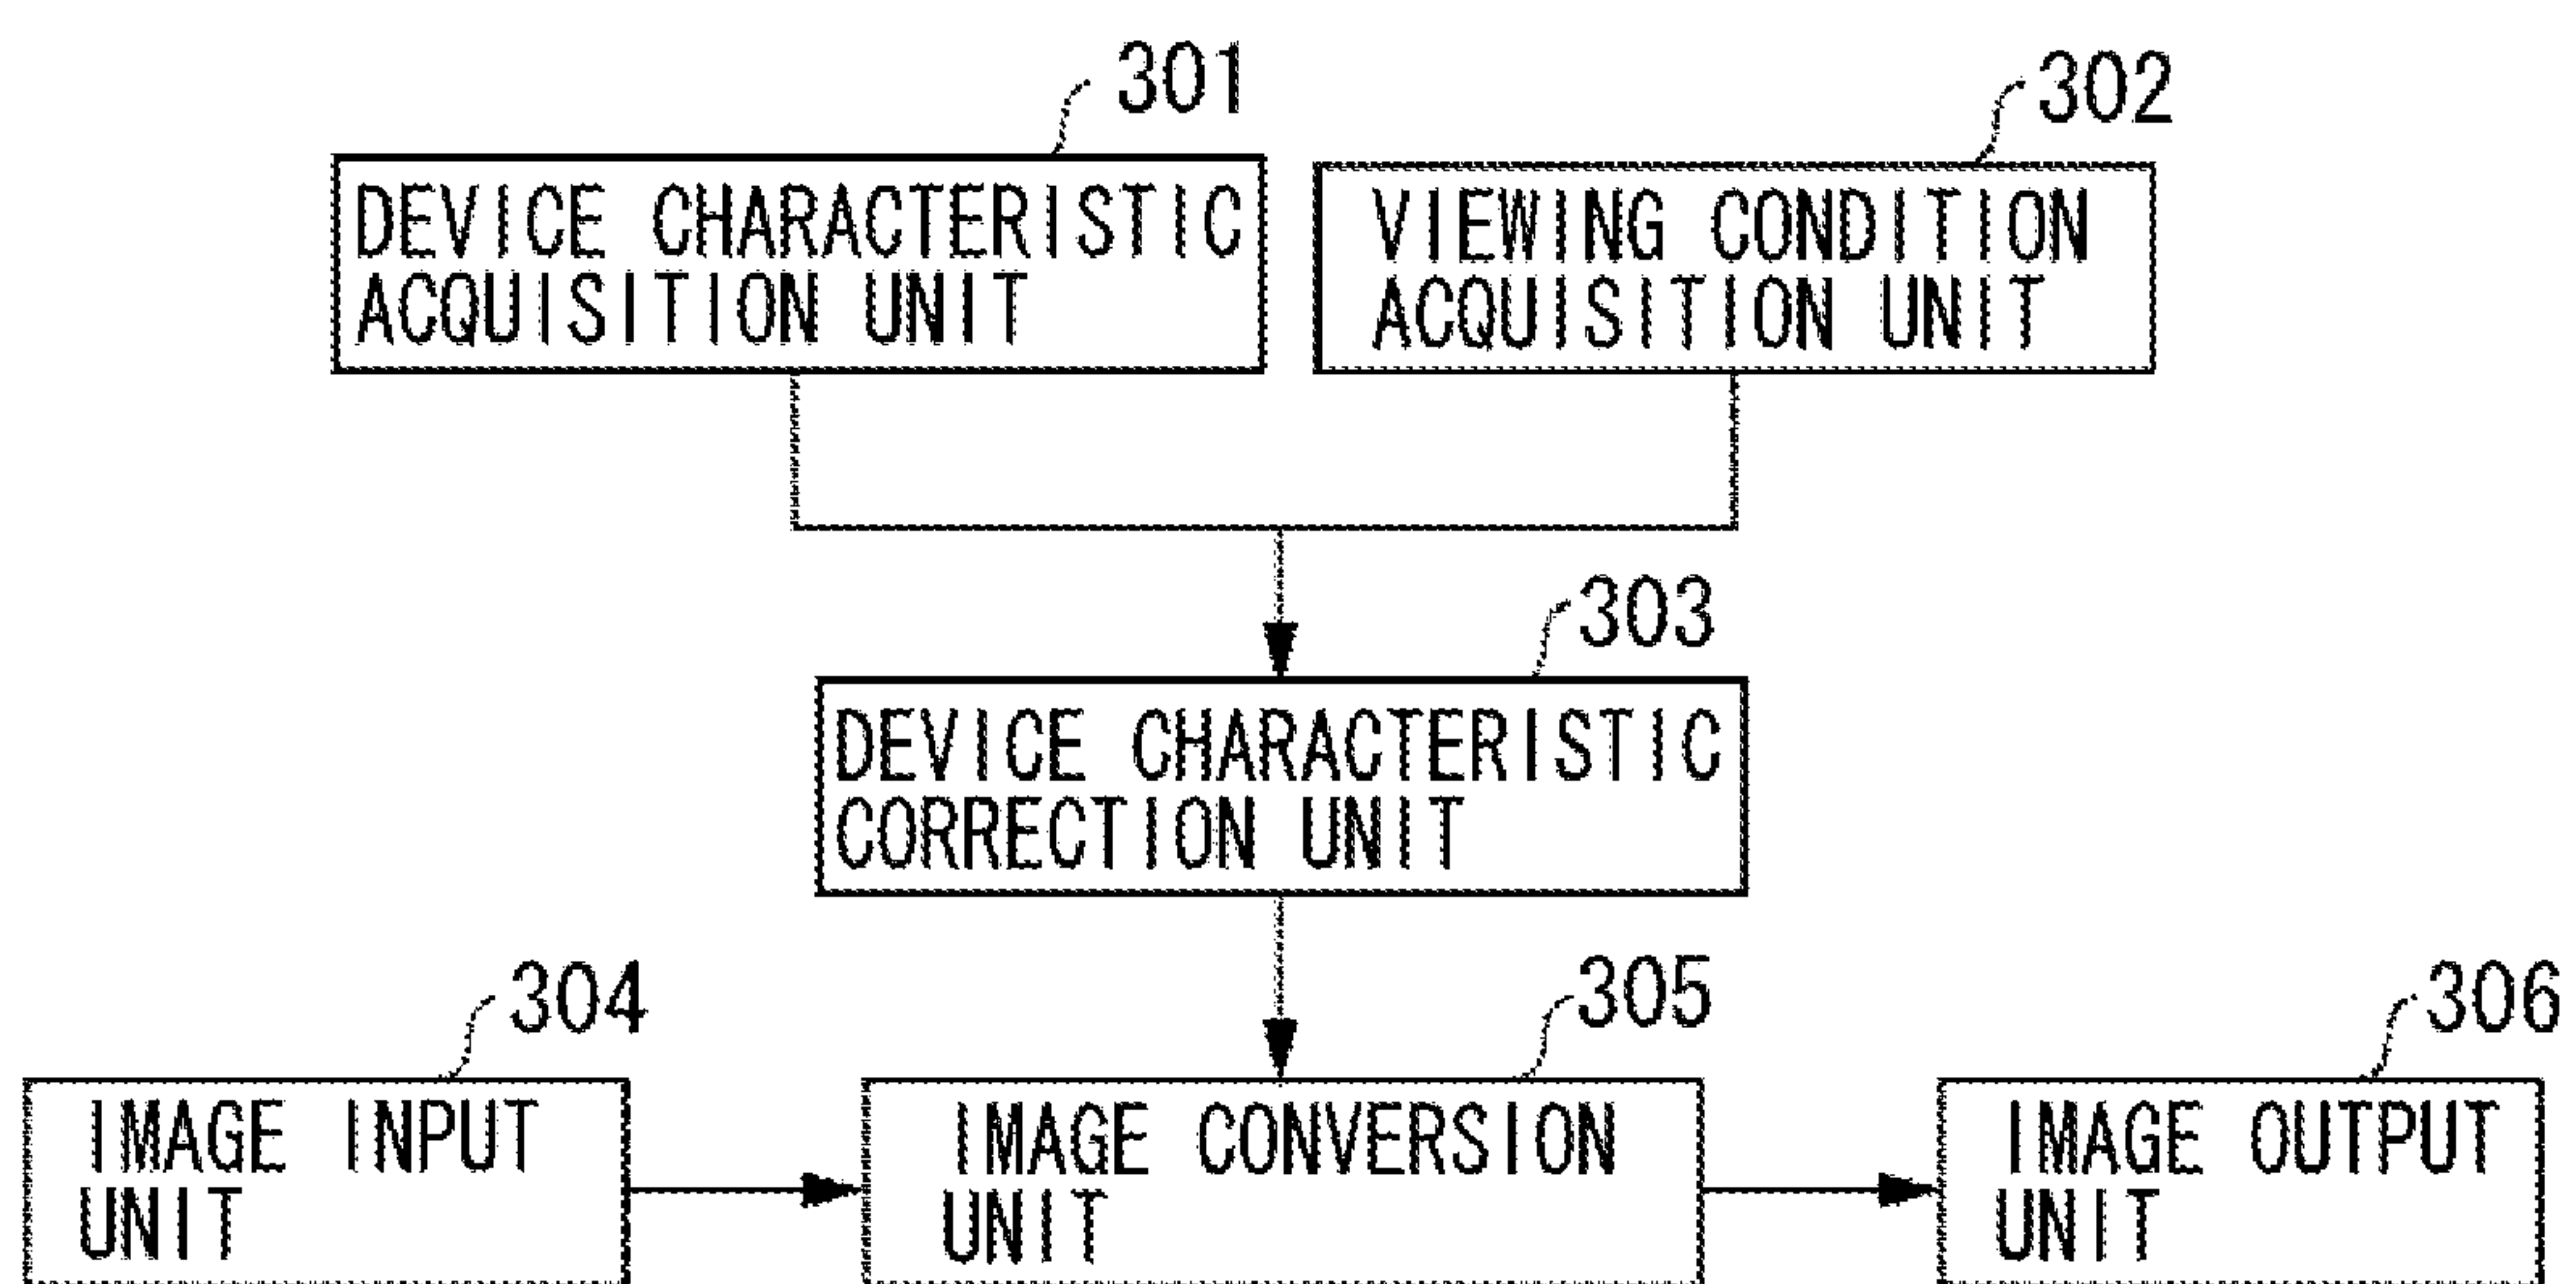 301
302
DEVICE CHARACTERISTIC
ACQUISITION UNIT
VIEWING CONDITION
ACQUISITION UNIT
303
DEVICE CHARACTERISTIC
CORRECTION UNIT
304
305
306
IMAGE INPUT
UNIT
IMAGE CONVERSION
UNIT
IMAGE OUTPUT
UNIT